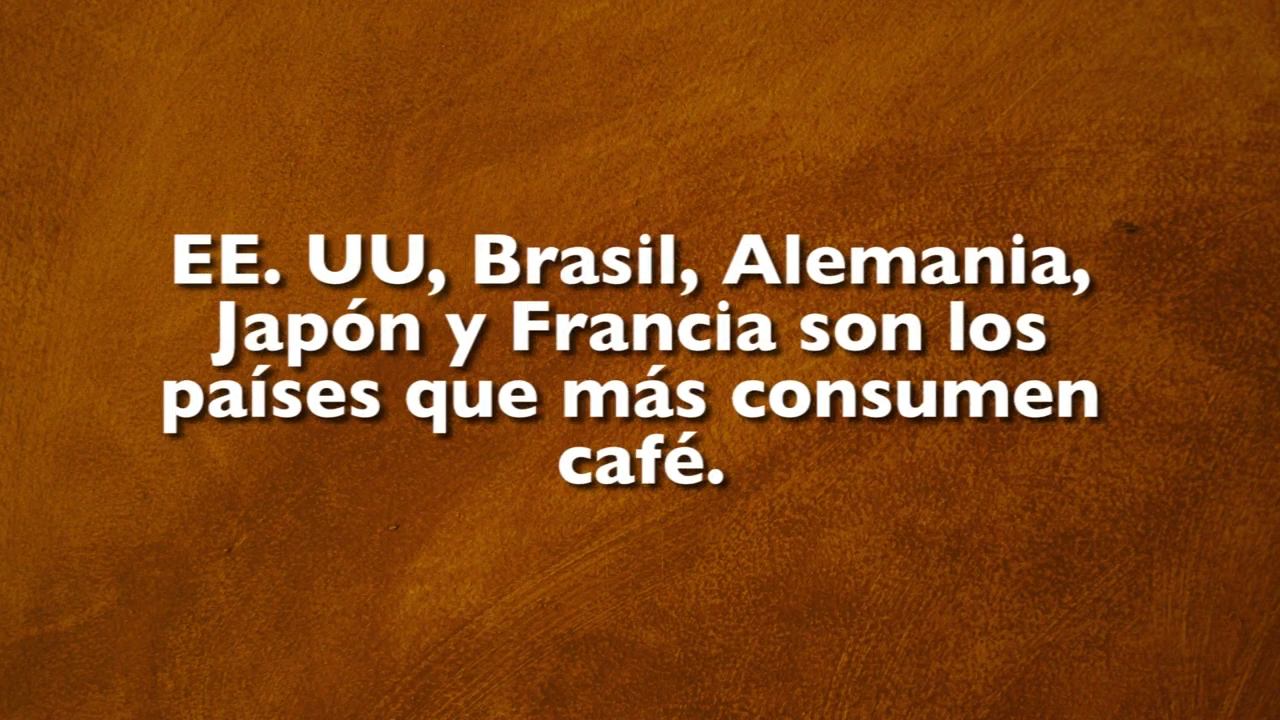 EE. UU, Brasil, Alemania,
Japón y Francia son los
países que más consumen
café.